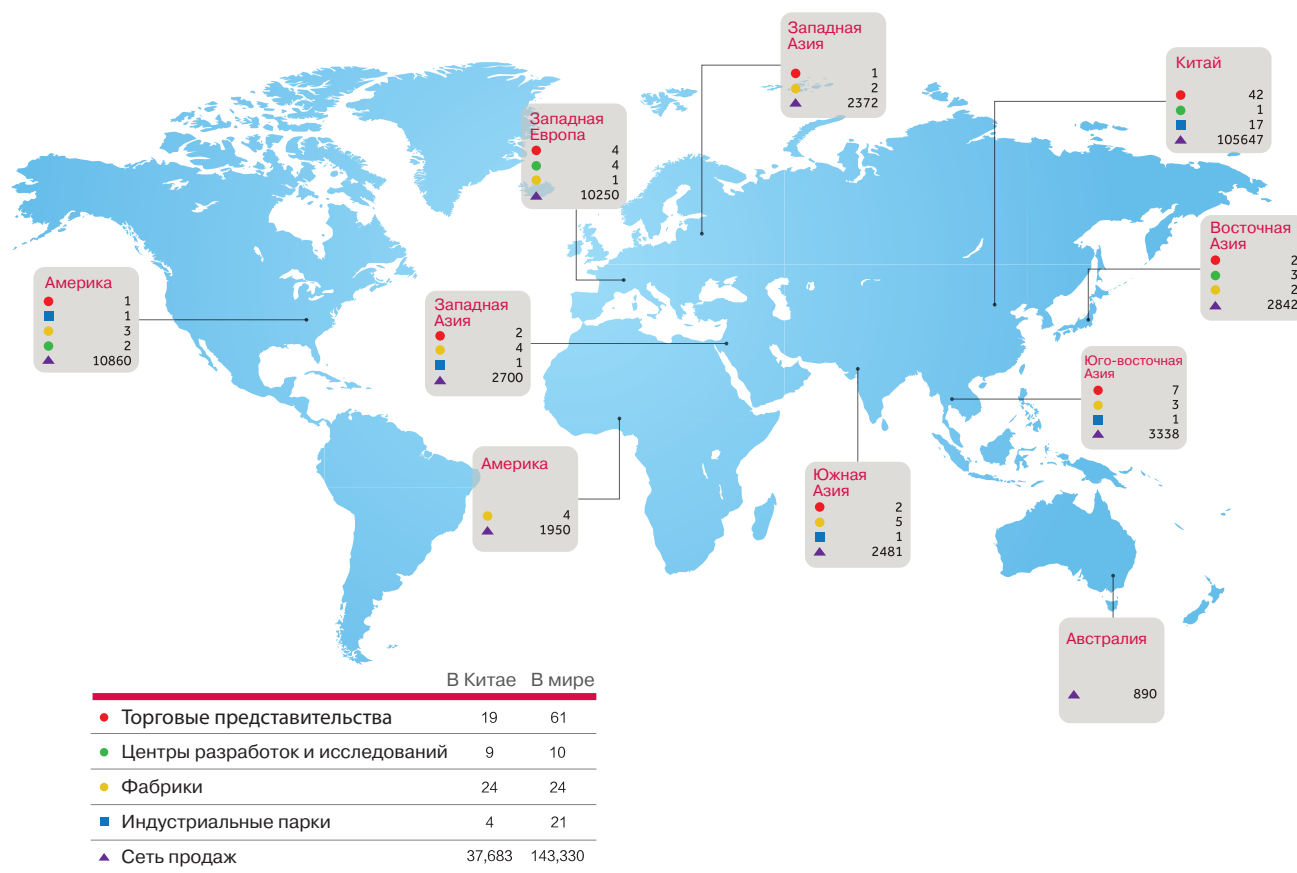 Западная
Азия
1
2
2372
Китай
42
1
17
105647
Западная
Европа
4
4
1
10250
Восточная
Азия
2
3
2
2842
Америка
1
1
3
2
10860
Западная
Азия
2
4
1
2700
Юго-восточная
Азия
7
3
1
3338
Америка
4
1950
Южная
Азия
2
5
1
2481
Австралия
890
В Китае В мире
Торговые представительства 19 61
Центры разработок и исследований 9 10
Фабрики 24 24
Индустриальные парки 4 21
Сеть продаж 37,683 143,330